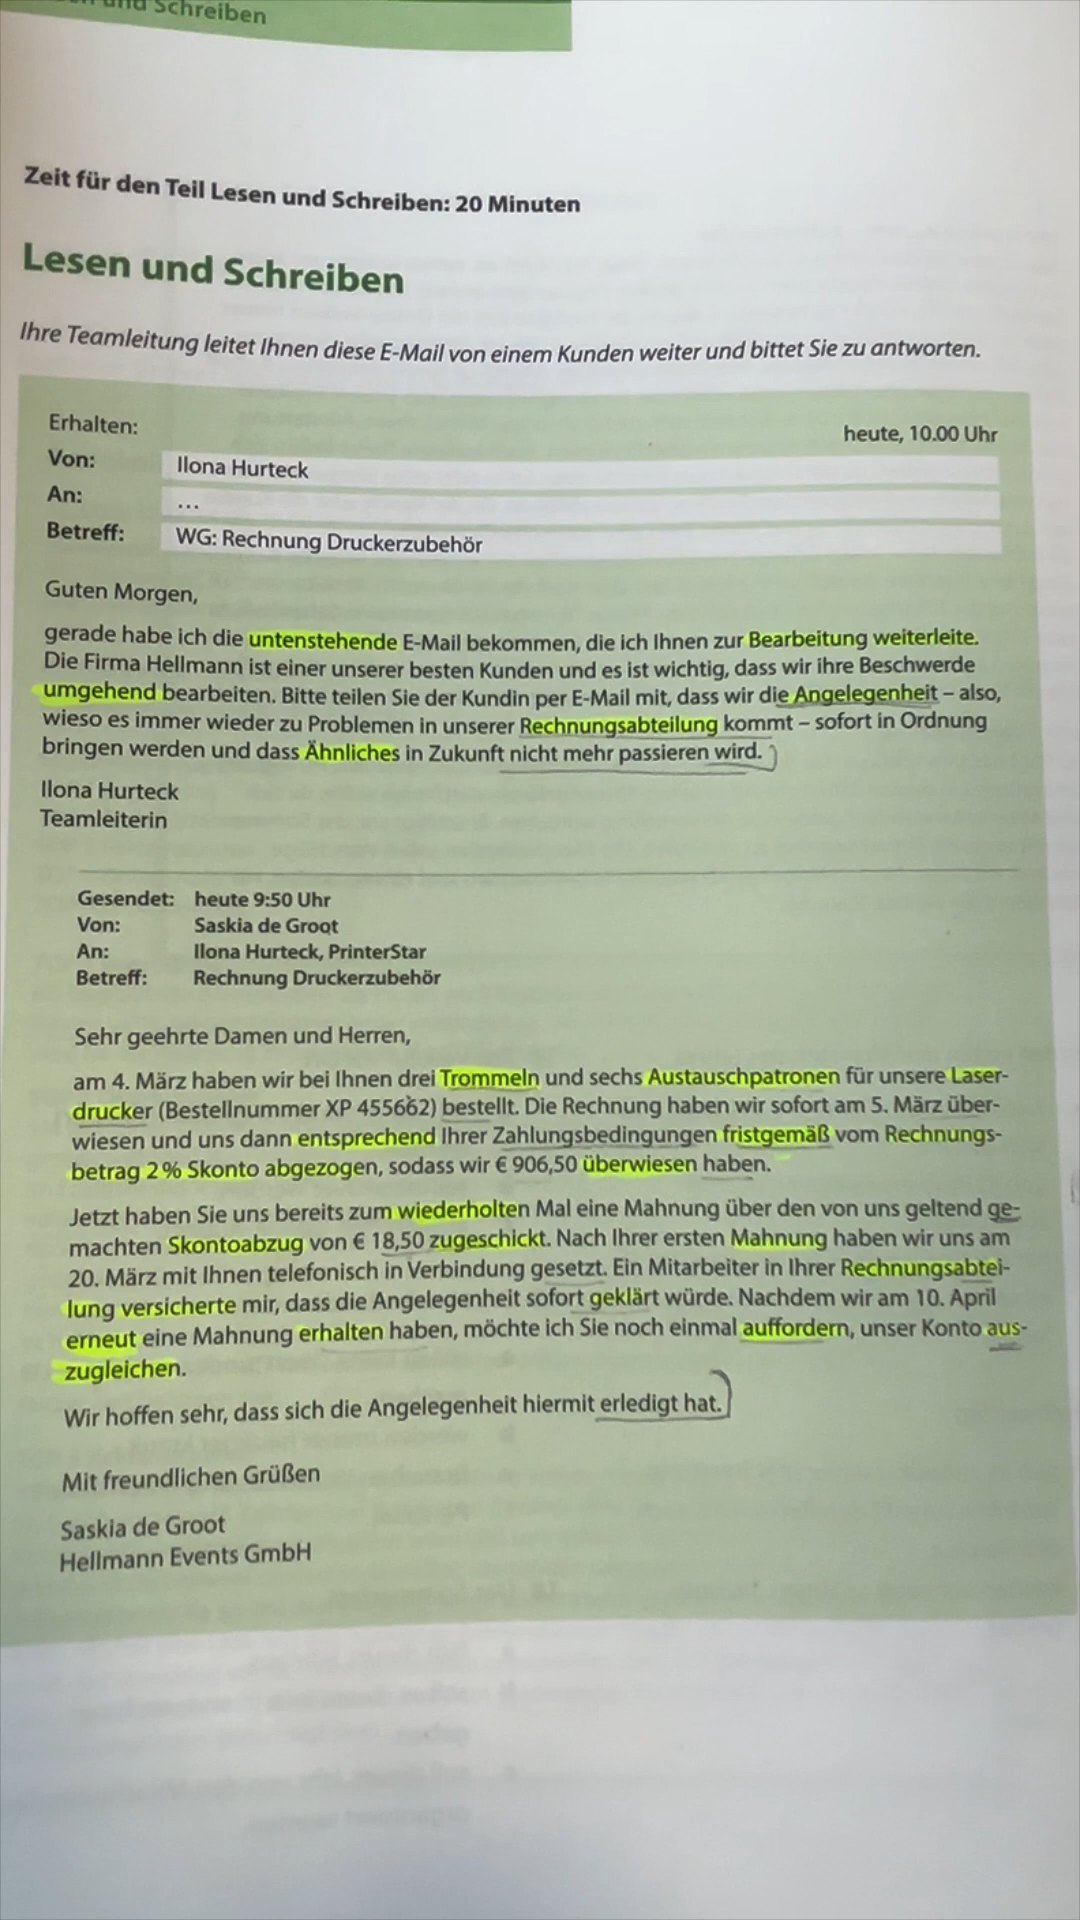 und Schreiben
Zeit für den Teil Lesen und Schreiben: 20 Minuten
Lesen und Schreiben
Ihre Teamleitung leitet Ihnen diese E-Mail von einem Kunden weiter und bittet Sie zu antworten.
Erhalten: heute, 10.00 Uhr
Von: Ilona Hurteck
An: ...
Betreff: WG: Rechnung Druckerzubehör
Guten Morgen,
gerade habe ich die untenstehende E-Mail bekommen, die ich Ihnen zur Bearbeitung weiterleite.
Die Firma Hellmann ist einer unserer besten Kunden und es ist wichtig, dass wir ihre Beschwerde
umgehend bearbeiten. Bitte teilen Sie der Kundin per E-Mail mit, dass wir die Angelegenheit – also,
wieso es immer wieder zu Problemen in unserer Rechnungsabteilung kommt – sofort in Ordnung
bringen werden und dass Ähnliches in Zukunft nicht mehr passieren wird.
Ilona Hurteck
Teamleiterin
Gesendet: heute 9:50 Uhr
Von: Saskia de Groot
An: Ilona Hurteck, PrinterStar
Betreff: Rechnung Druckerzubehör
Sehr geehrte Damen und Herren,
am 4. März haben wir bei Ihnen drei Trommeln und sechs Austauschpatronen für unsere Laser-
drucker (Bestellnummer XP 455662) bestellt. Die Rechnung haben wir sofort am 5. März über-
wiesen und uns dann entsprechend Ihrer Zahlungsbedingungen fristgemäß vom Rechnungs-
betrag 2% Skonto abgezogen, sodass wir € 906,50 überwiesen haben.
Jetzt haben Sie uns bereits zum wiederholten Mal eine Mahnung über den von uns geltend ge-
machten Skontoabzug von € 18,50 zugeschickt. Nach Ihrer ersten Mahnung haben wir uns am
20. März mit Ihnen telefonisch in Verbindung gesetzt. Ein Mitarbeiter in Ihrer Rechnungsabtei-
lung versicherte mir, dass die Angelegenheit sofort geklärt würde. Nachdem wir am 10. April
erneut eine Mahnung erhalten haben, möchte ich Sie noch einmal auffordern, unser Konto aus-
zugleichen.
Wir hoffen sehr, dass sich die Angelegenheit hiermit erledigt hat.
Mit freundlichen Grüßen
Saskia de Groot
Hellmann Events GmbH